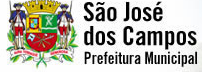 São José
dos Campos
Prefeitura Municipal